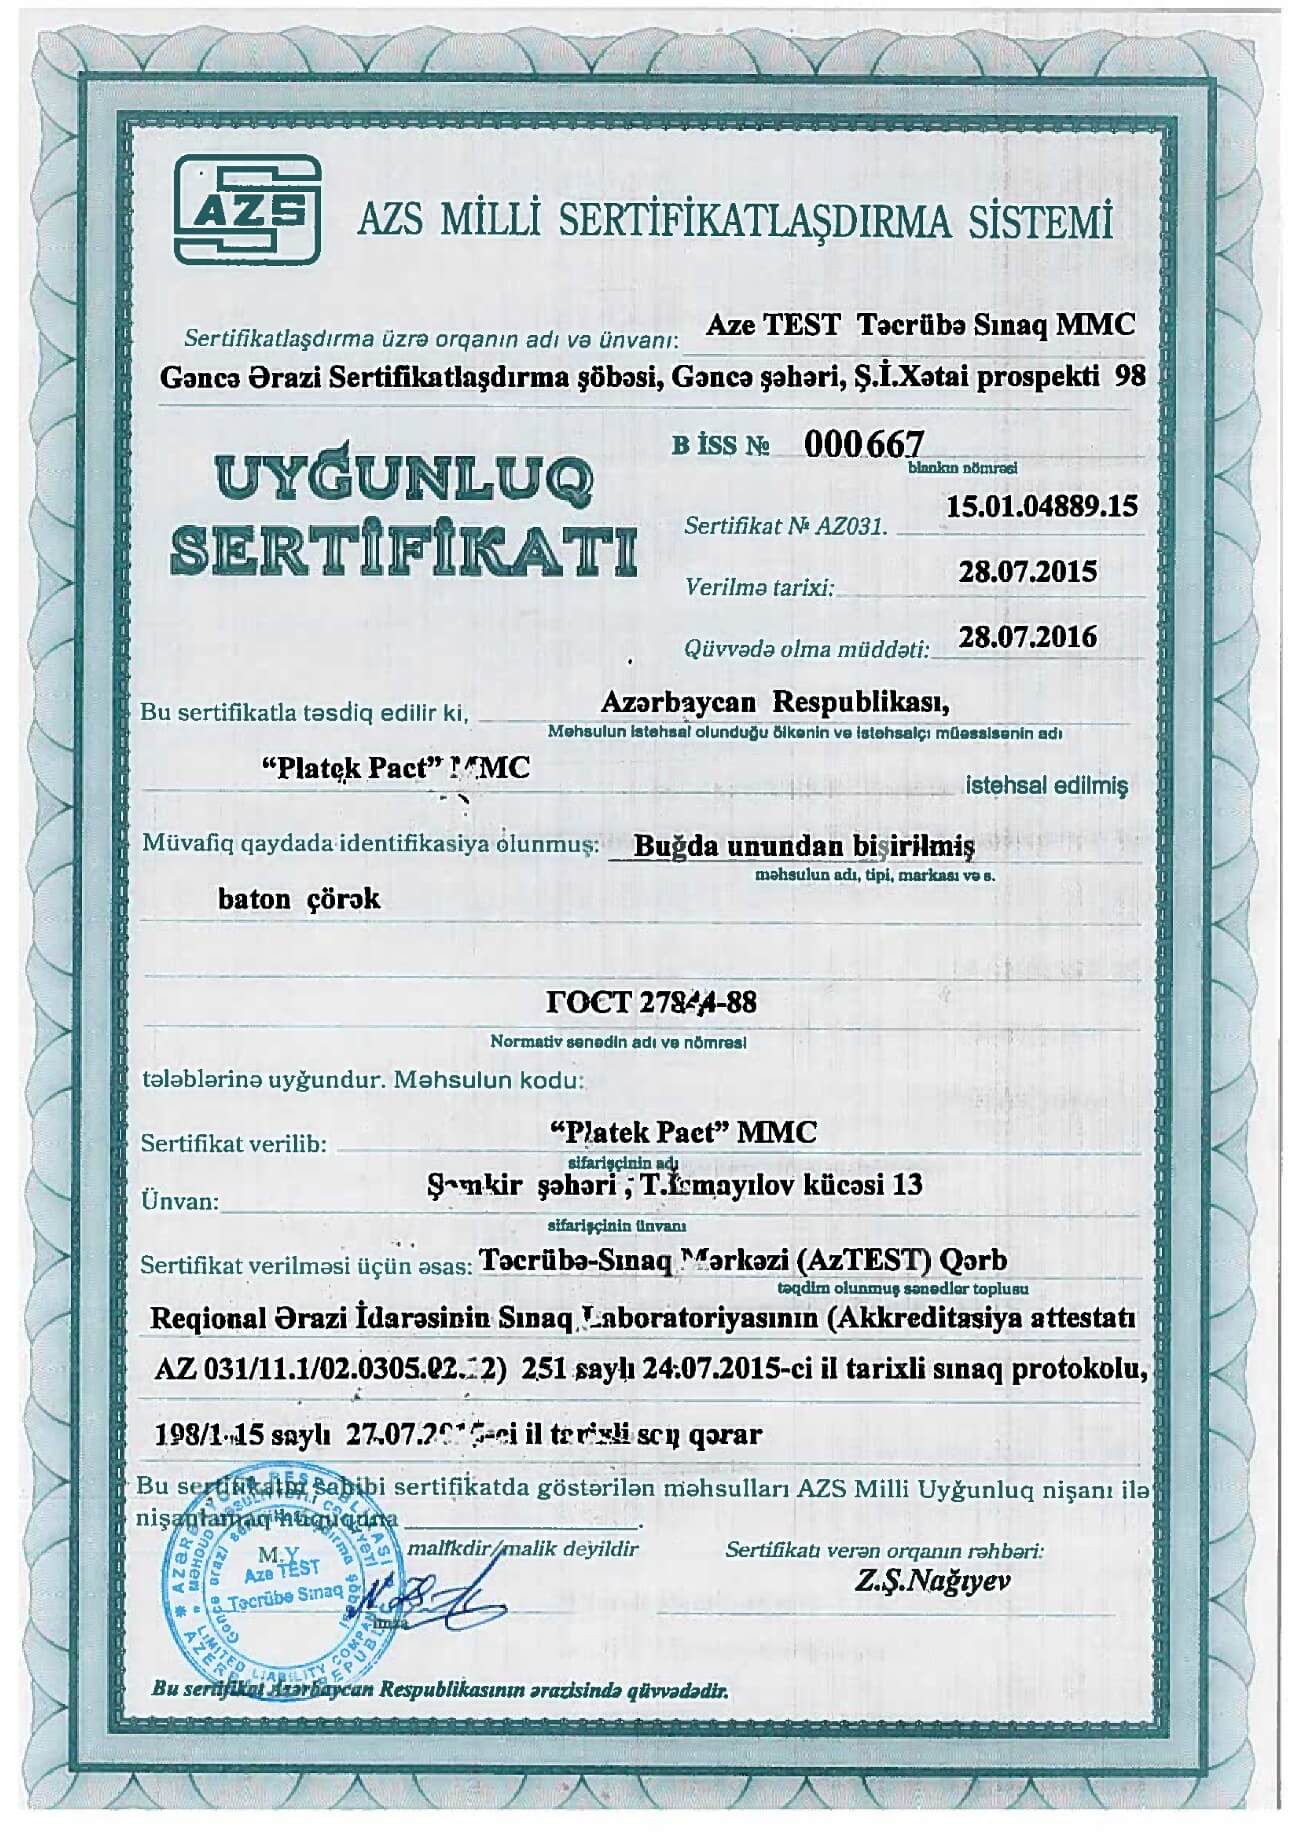 AZS
AZS MİLLİ SERTİFİKATLAŞDIRMA SİSTEMİ
Sertifikatlaşdırma üzrə orqanın adı və ünvanı: Aze TEST Təcrübə Sınaq MMC
Gəncə Ərazi Sertifikatlaşdırma şöbəsi, Gəncə şəhəri, Ş.İ.Xətai prospekti 98
UYĞUNLUQ
SERTİFİKATI
B İSS № 000667
blankın nömrəsi
Sertifikat № AZ031. 15.01.04889.15
Verilmə tarixi: 28.07.2015
Qüvvədə olma müddəti: 28.07.2016
Bu sertifikatla təsdiq edilir ki, Azərbaycan Respublikası,
Məhsulun istehsal olunduğu ölkənin və istehsalçı müəssisənin adı
“Platek Pact” MMC istehsal edilmiş
Müvafiq qaydada identifikasiya olunmuş: Buğda unundan bişirilmiş
məhsulun adı, tipi, markası və s.
baton çörək
ГОСТ 27844-88
Normativ sənədin adı və nömrəsi
tələblərinə uyğundur. Məhsulun kodu:
Sertifikat verilib: “Platek Pact” MMC
sifarişçinin adı
Ünvan: Şəmkir şəhəri, T.İsmayılov kücəsi 13
sifarişçinin ünvanı
Sertifikat verilməsi üçün əsas: Təcrübə-Sınaq Mərkəzi (AzTEST) Qərb
təqdim olunmuş sənədlər toplusu
Reqional Ərazi İdarəsinin Sınaq Laboratoriyasının (Akkreditasiya attestatı
AZ 031/11.1/02.0305.02.12) 251 saylı 24.07.2015-ci il tarixli sınaq protokolu,
saylı 27.07.2015-ci il tarixli son qərar
Bu sertifikatın sahibi sertifikatda göstərilən məhsulları AZS Milli Uyğunluq nişanı ilə
nişanlamaq hüququna
malikdir/malik deyildir
Sertifikatı verən orqanın rəhbəri:
M.Y.
Aze TEST
Təcrübə Sınaq
Z.Ş.Nağıyev
imza
LIMITED LIABILITY COMPANY
Bu sertifikat Azərbaycan Respublikasının ərazisində qüvvədədir.